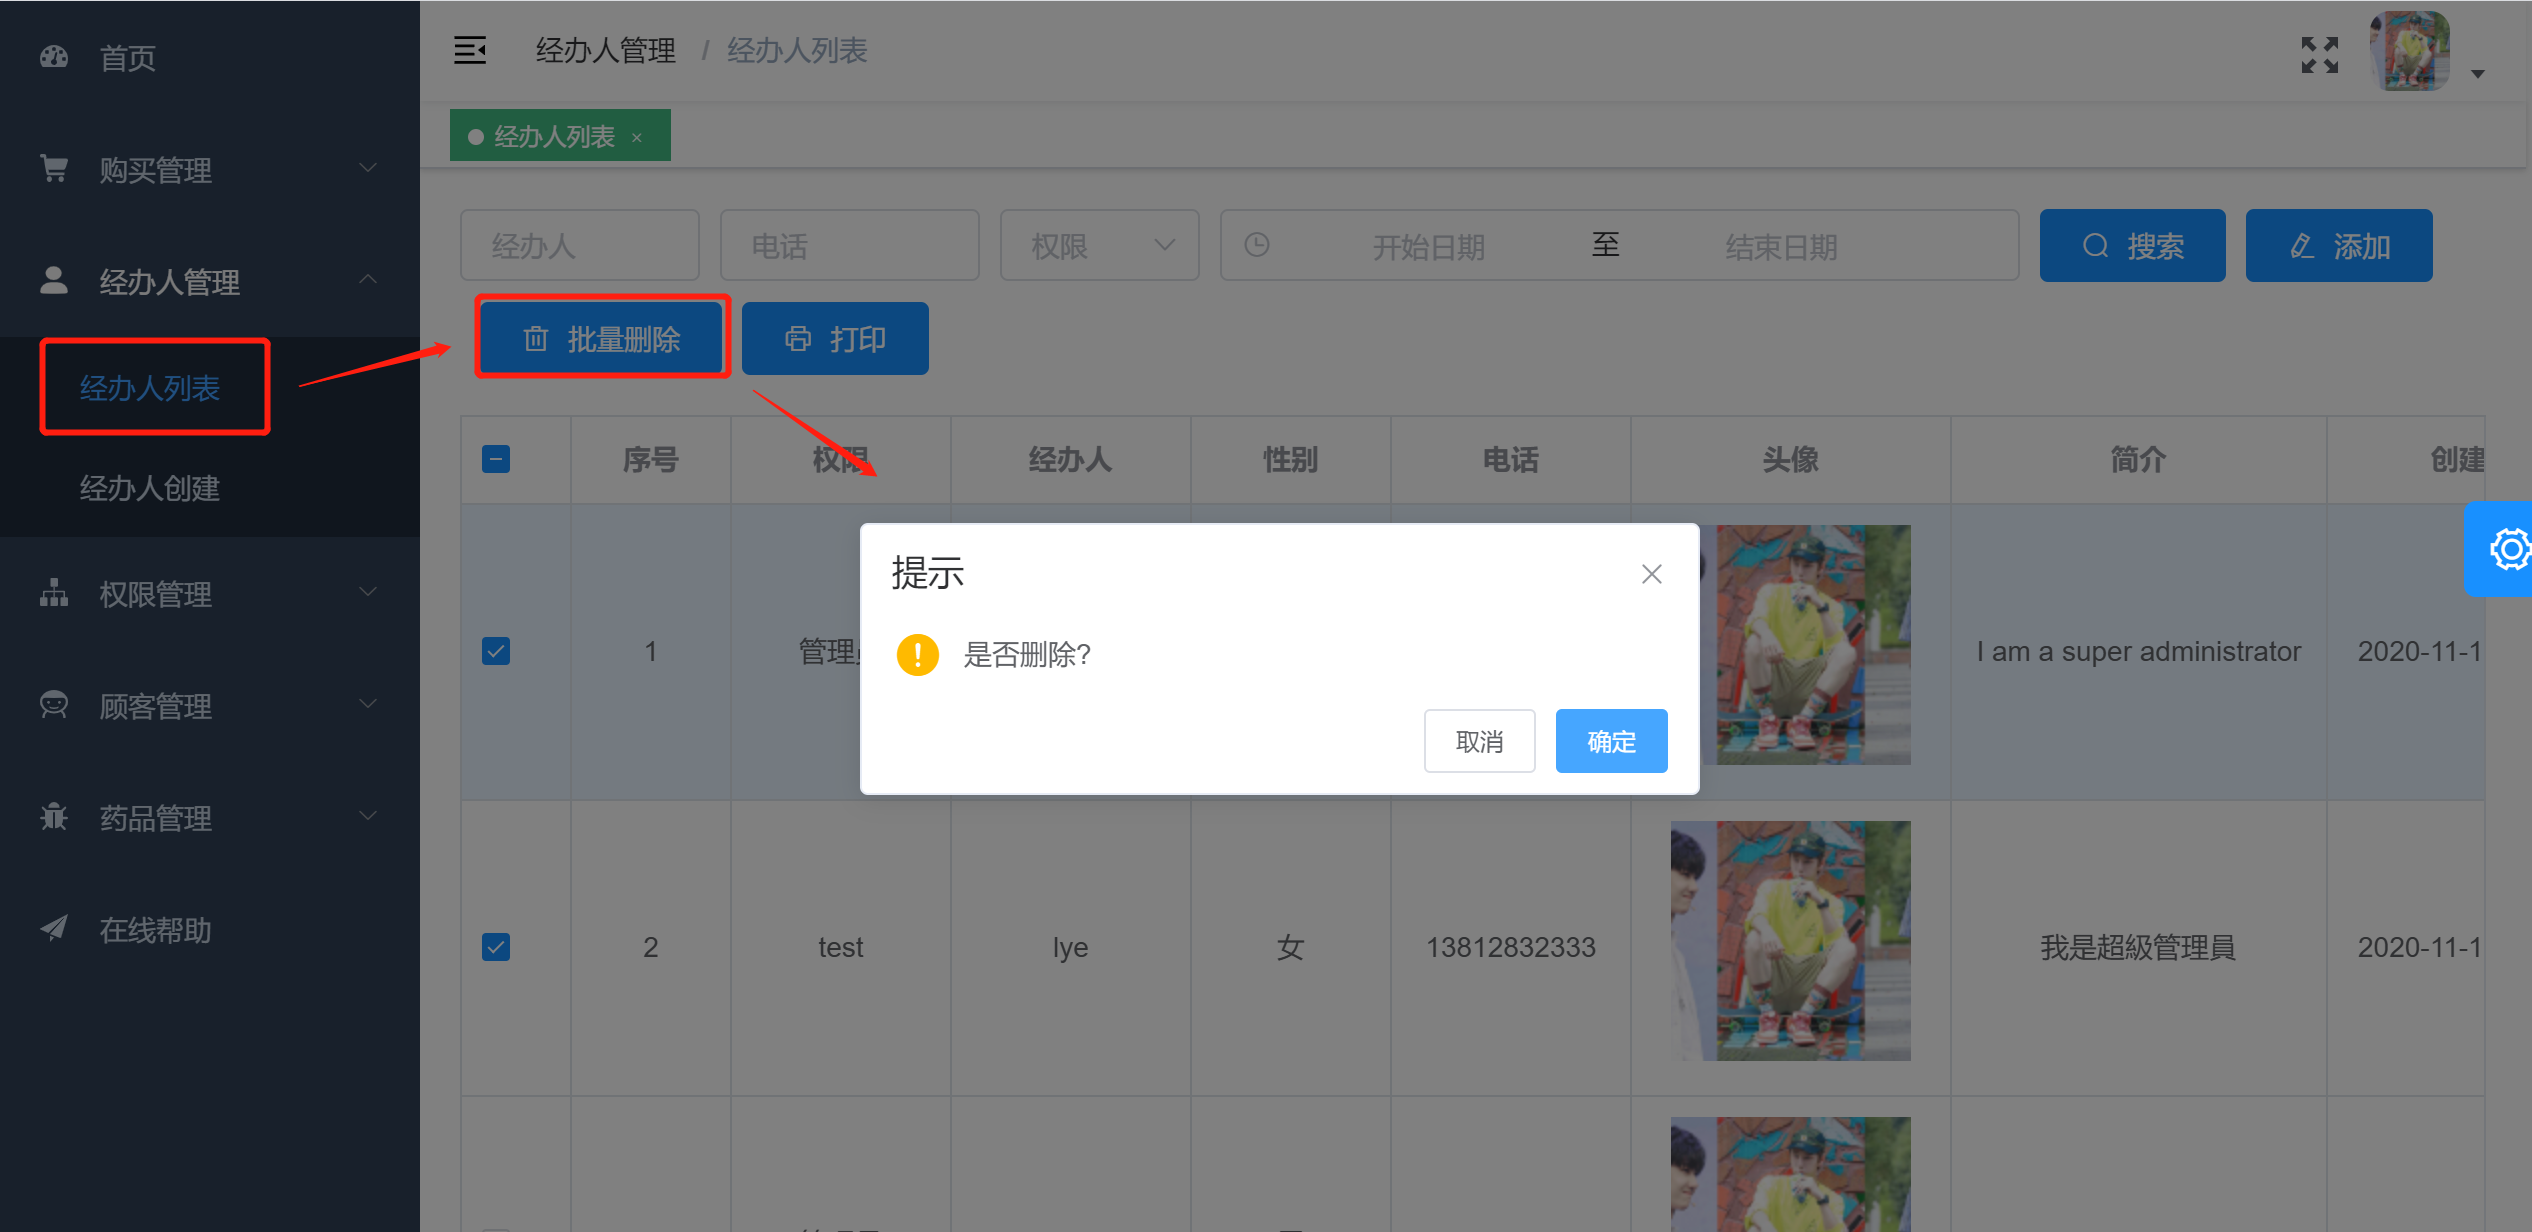 首页
购买管理
经办人管理
经办人列表
经办人创建
权限管理
顾客管理
药品管理
在线帮助
经办人管理 / 经办人列表
经办人列表 ×
经办人 电话 权限 开始日期 至 结束日期 搜索 添加
批量删除 打印
序号 权限 经办人 性别 电话 头像 简介 创建
提示
是否删除?
取消 确定
1 管理 I am a super administrator 2020-11-1
2 test lye 女 13812832333 我是超級管理員 2020-11-1